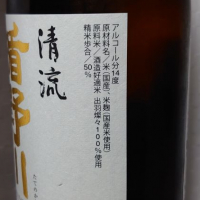 アルコール分14度
原材料名／米（国産）、米麹（国産米使用）
原料米／酒造好適米 出羽燦々100％使用
精米歩合／50％
清流